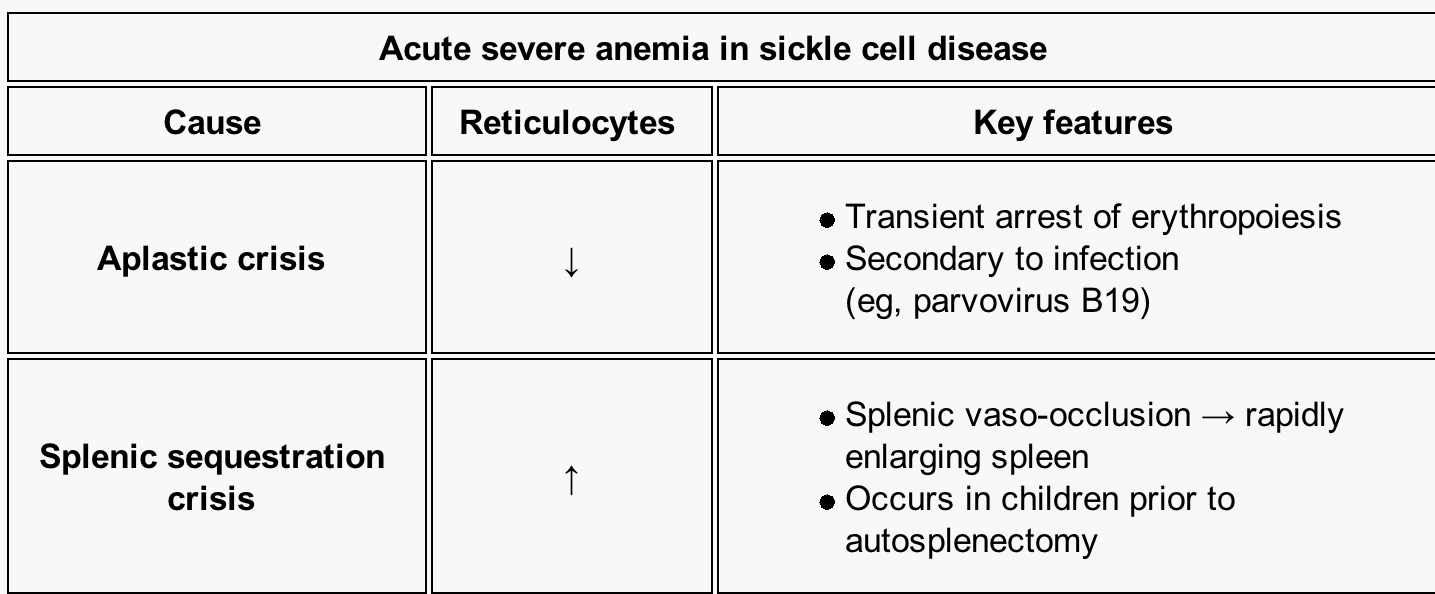 Acute severe anemia in sickle cell disease
Cause
Reticulocytes
Key features
Aplastic crisis
↓
● Transient arrest of erythropoiesis
● Secondary to infection
(eg, parvovirus B19)
Splenic sequestration
crisis
↑
● Splenic vaso-occlusion → rapidly
enlarging spleen
● Occurs in children prior to
autosplenectomy